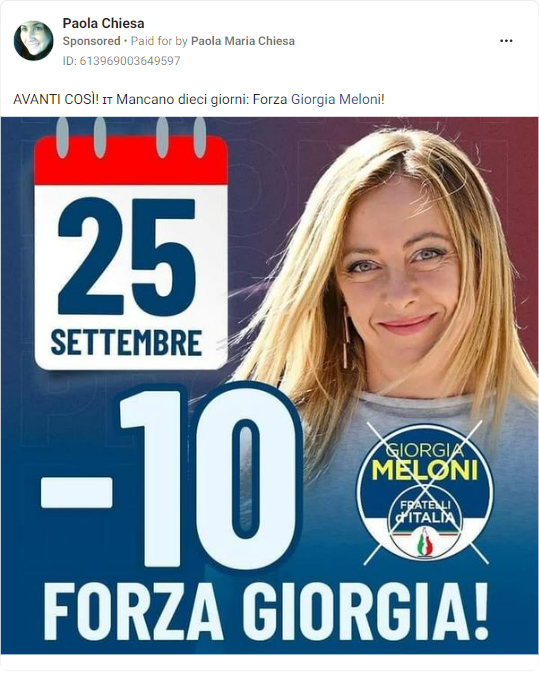 Paola Chiesa
Sponsored • Paid for by Paola Maria Chiesa
ID: 613969003649597
AVANTI COSÌ! ɪᴛ Mancano dieci giorni: Forza Giorgia Meloni!
25
SETTEMBRE
-10
GIORGIA
MELONI
FRATELLI
d'ITALIA
FORZA GIORGIA!